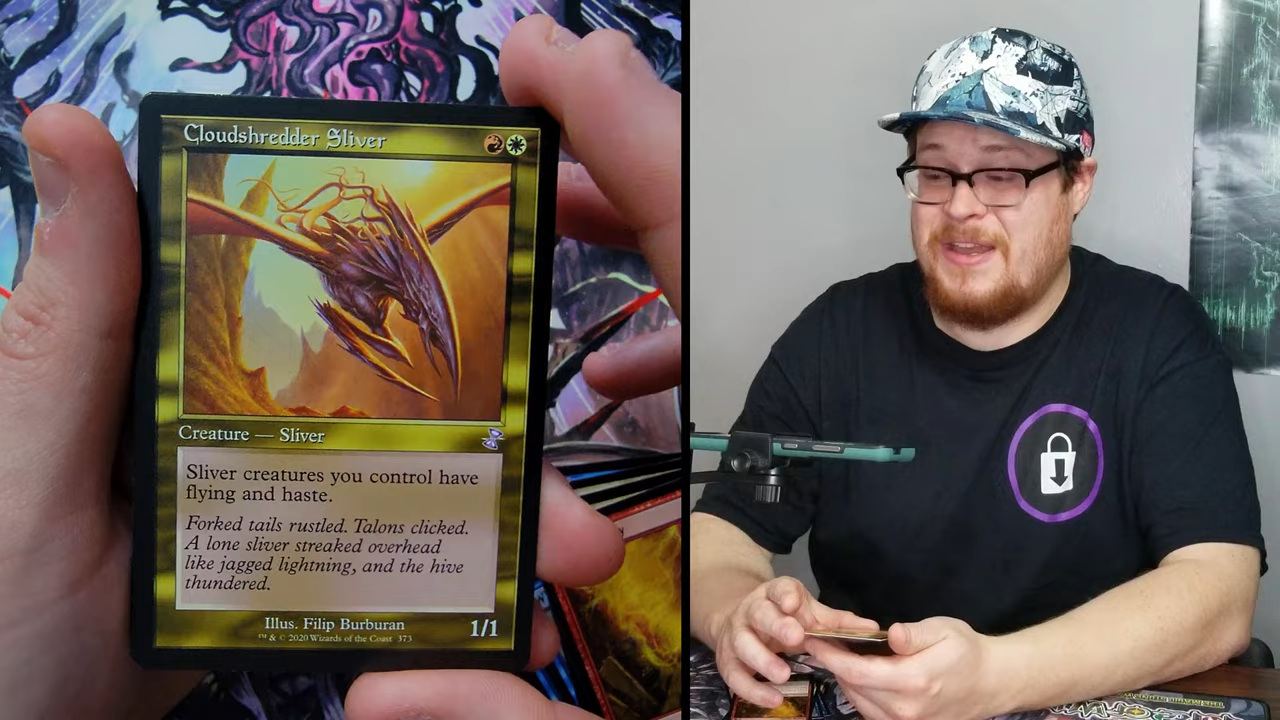 Cloudshredder Sliver
Creature — Sliver
Sliver creatures you control have
flying and haste.
Forked tails rustled. Talons clicked.
A lone sliver streaked overhead
like jagged lightning, and the hive
thundered.
Illus. Filip Burburan
™ & © 2020 Wizards of the Coast 373
1/1